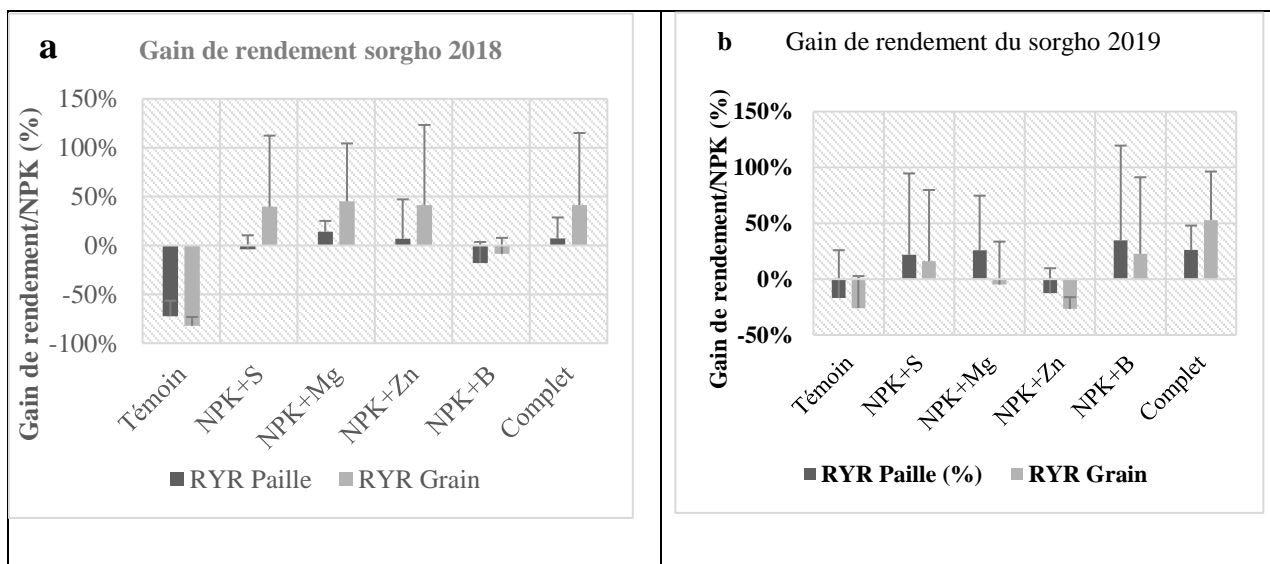 a
Gain de rendement sorgho 2018
Gain de rendement/NPK (%)
150%
100%
50%
0%
-50%
-100%
Témoin
NPK+S
NPK+Mg
NPK+Zn
NPK+B
Complet
RYR Paille
RYR Grain
b
Gain de rendement du sorgho 2019
Gain de rendement/NPK (%)
150%
100%
50%
0%
-50%
Témoin
NPK+S
NPK+Mg
NPK+Zn
NPK+B
Complet
RYR Paille (%)
RYR Grain